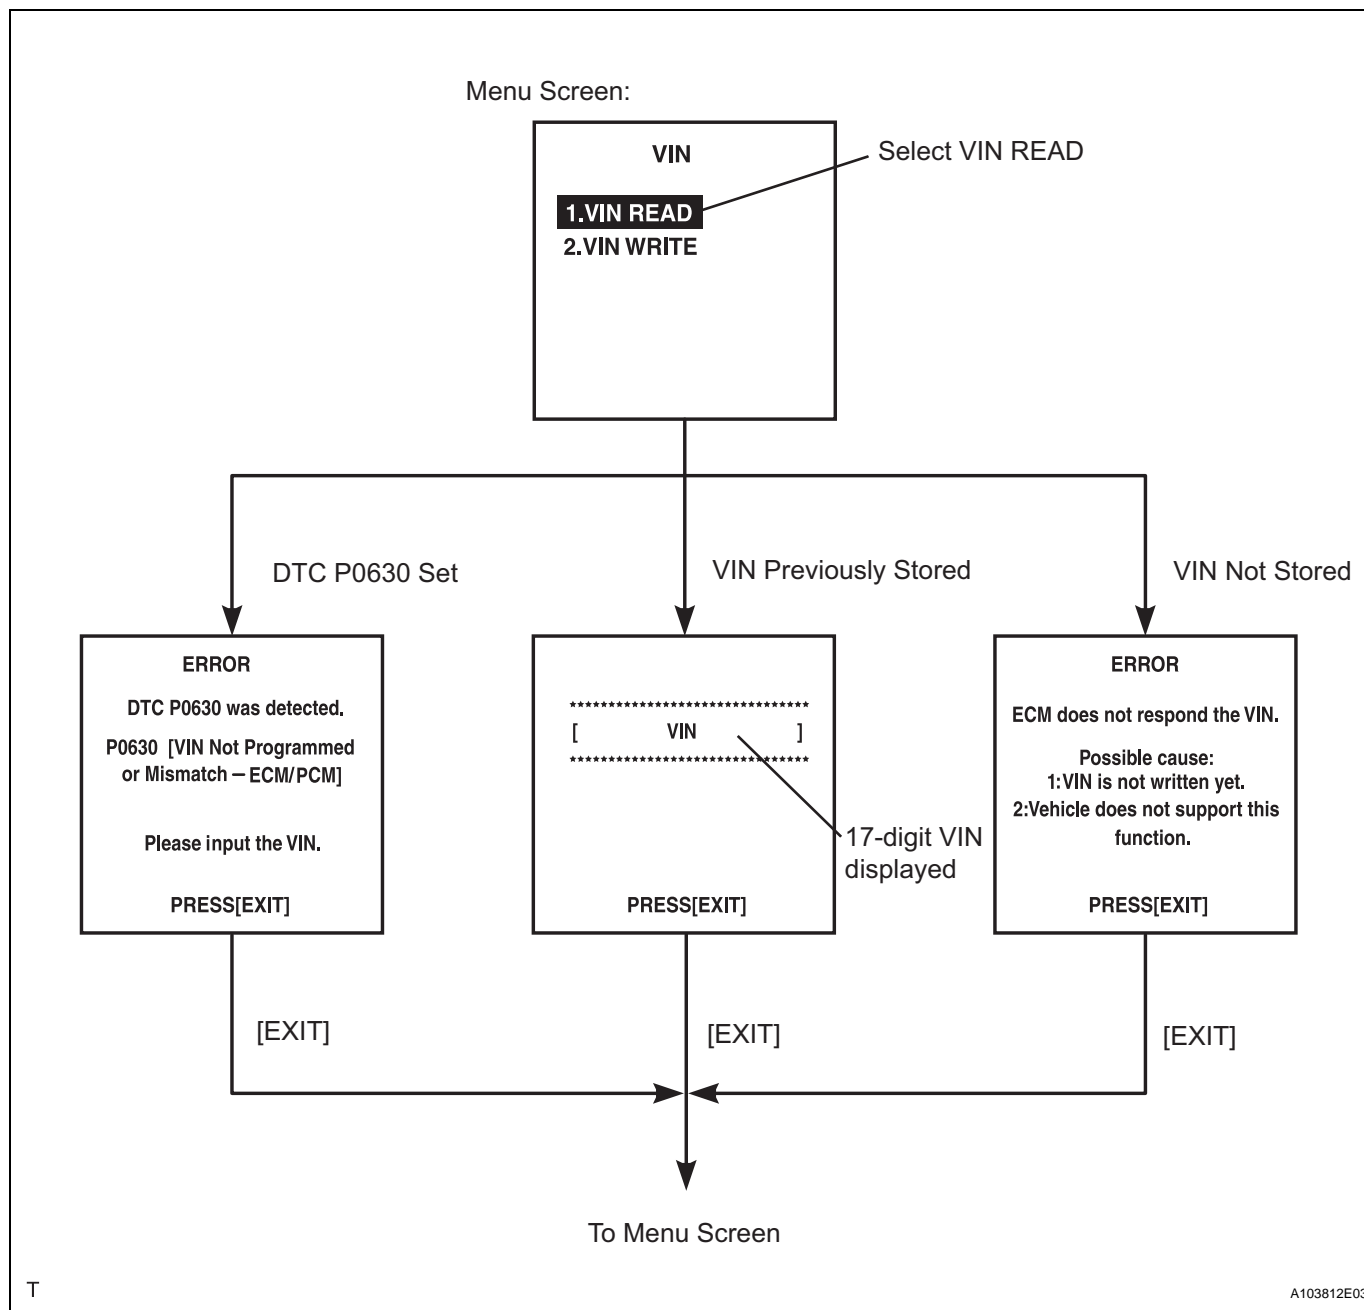 Menu Screen:
VIN
Select VIN READ
1.VIN READ
2.VIN WRITE
DTC P0630 Set
VIN Previously Stored
VIN Not Stored
ERROR
DTC P0630 was detected.
P0630 [VIN Not Programmed
or Mismatch – ECM/PCM]
Please input the VIN.
PRESS[EXIT]
*******************************
[ VIN ]
*******************************
17-digit VIN
displayed
PRESS[EXIT]
ERROR
ECM does not respond the VIN.
Possible cause:
1:VIN is not written yet.
2:Vehicle does not support this
function.
PRESS[EXIT]
[EXIT]
[EXIT]
[EXIT]
To Menu Screen
T
A103812E03